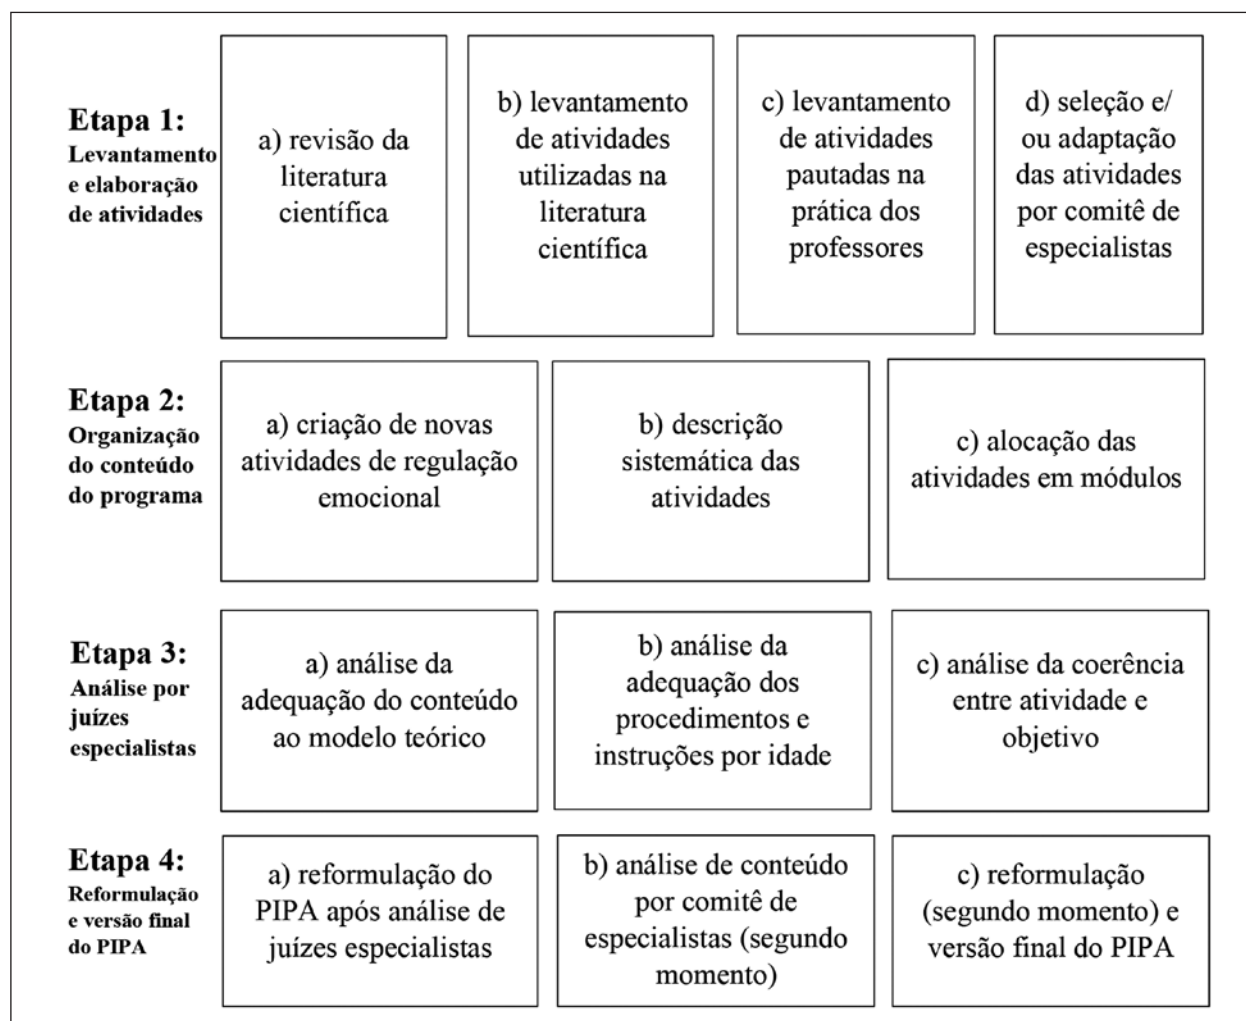 Etapa 1:
Levantamento
e elaboração
de atividades
a) revisão da
literatura
científica
b) levantamento
de atividades
utilizadas na
literatura
científica
c) levantamento
de atividades
pautadas na
prática dos
professores
d) seleção e/
ou adaptação
das atividades
por comitê de
especialistas
Etapa 2:
Organização
do conteúdo
do programa
a) criação de novas
atividades de regulação
emocional
b) descrição
sistemática das
atividades
c) alocação das
atividades em módulos
Etapa 3:
Análise por
juízes
especialistas
a) análise da
adequação do conteúdo
ao modelo teórico
b) análise da
adequação dos
procedimentos e
instruções por idade
c) análise da coerência
entre atividade e
objetivo
Etapa 4:
Reformulação
e versão final
do PIPA
a) reformulação do
PIPA após análise de
juízes especialistas
b) análise de conteúdo
por comitê de
especialistas (segundo
momento)
c) reformulação
(segundo momento) e
versão final do PIPA